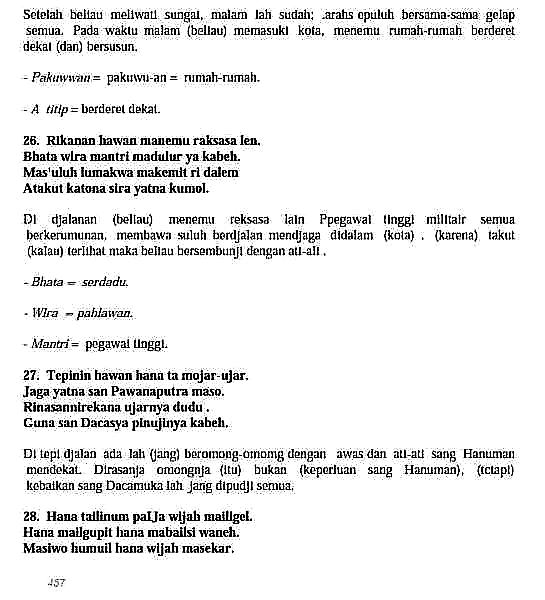 Setelah beliau meliwati sungai, malam lah sudah; .arahs epuluh bersama-sama gelap
semua. Pada waktu malam (beliau) memasuki kota, menemu rumah-rumah berderet
dekat (dan) bersusun.
- Pakuwwan = pakuwu-an = rumah-rumah.
- A titip = berderet dekat.
26. Rikanan hawan manemu raksasa len.
Bhata wira mantri madulur ya kabeh.
Mas'uluh lumakwa makemit ri dalem
Atakut katona sira yatna kumol.
Di djalanan (beliau) menemu reksasa lain Ppegawai tinggi militair semua
berkerumunan, membawa suluh berdjalan mendjaga didalam (kota) , (karena) takut
(kalau) terlihat maka beliau bersembunji dengan ati-ati .
- Bhata = serdadu.
- Wira = pahlawan.
- Mantri = pegawai tinggi.
27. Tepinin hawan hana ta mojar-ujar.
Jaga yatna san Pawanaputra maso.
Rinasannirekana ujarnya dudu .
Guna san Dacasya pinujinya kabeh.
Di tepi djalan ada lah (jang) beromong-omomg dengan awas dan ati-ati sang Hanuman
mendekat. Dirasanja omongnja (itu) bukan (keperluan sang Hanuman), (tetapi)
kebaikan sang Dacamuka lah jang dipudji semua.
28. Hana tailinum palJa wijah mailigel.
Hana mailgupit hana mabailsi waneh.
Masiwo humuil hana wijah masekar.
457